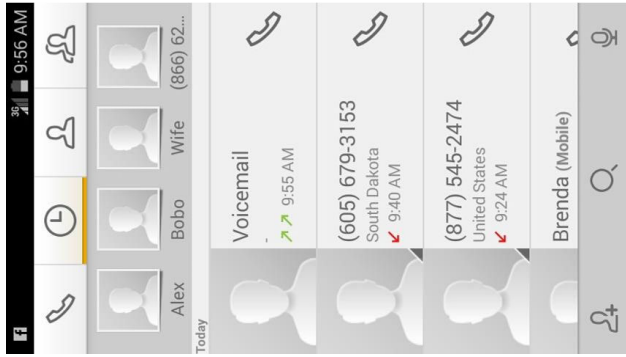 3G 9:56 AM
Alex Bobo Wife (866) 62...
Today
Voicemail
-
9:55 AM
(605) 679-3153
South Dakota
9:40 AM
(877) 545-2474
United States
9:24 AM
Brenda (Mobile)